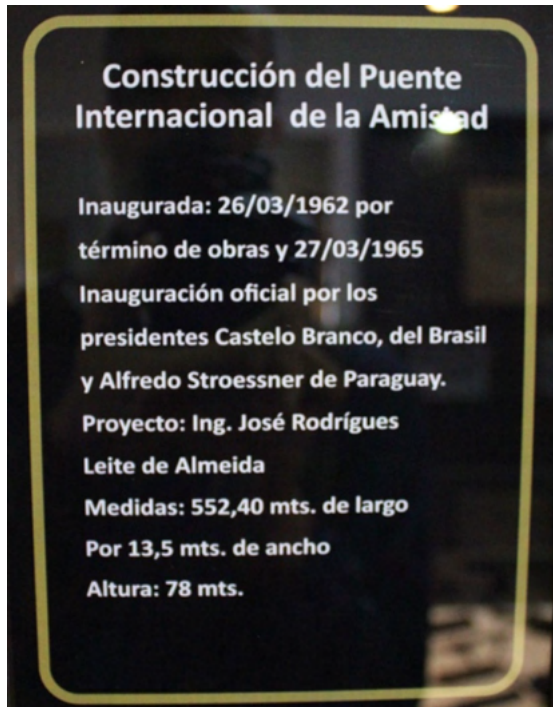 Construcción del Puente
Internacional de la Amistad
Inaugurada: 26/03/1962 por
término de obras y 27/03/1965
Inauguración oficial por los
presidentes Castelo Branco, del Brasil
y Alfredo Stroessner de Paraguay.
Proyecto: Ing. José Rodrígues
Leite de Almeida
Medidas: 552,40 mts. de largo
Por 13,5 mts. de ancho
Altura: 78 mts.